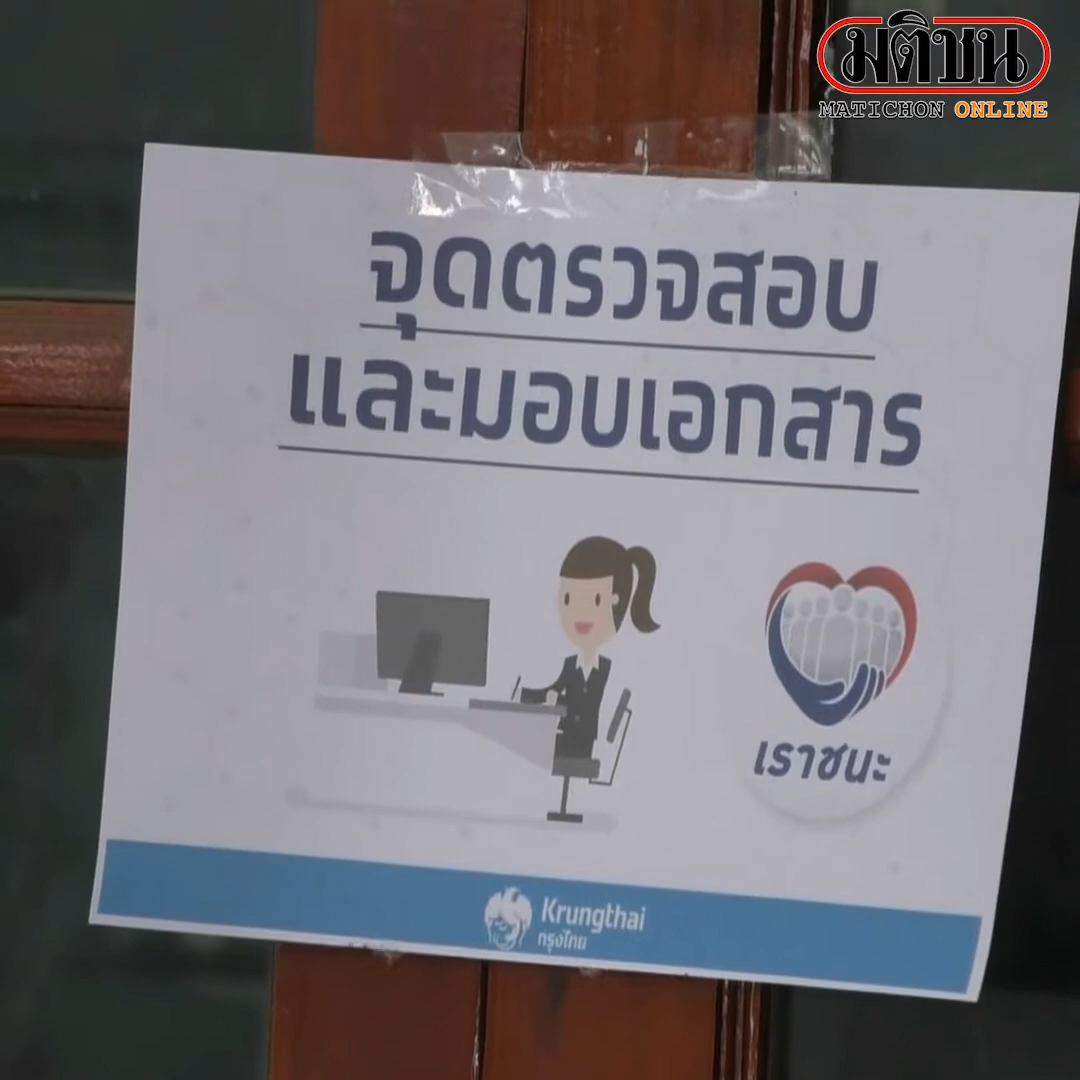 มติชน
MATICHON ONLINE
จุดตรวจสอบ
และมอบเอกสาร
เราชนะ
Krungthai
กรุงไทย